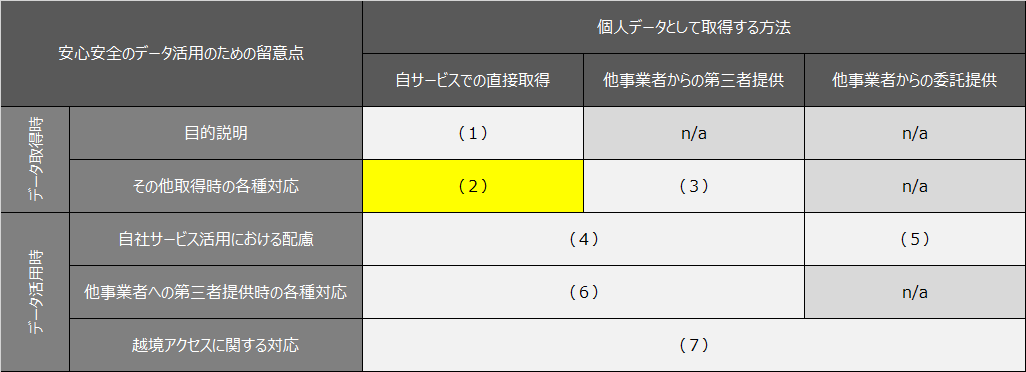 安心安全のデータ活用のための留意点
個人データとして取得する方法
自サービスでの直接取得
他事業者からの第三者提供
他事業者からの委託提供
データ取得時
目的説明
（１）
n/a
n/a
その他取得時の各種対応
（２）
（３）
n/a
データ活用時
自社サービス活用における配慮
（４）
（５）
他事業者への第三者提供時の各種対応
（６）
n/a
越境アクセスに関する対応
（７）